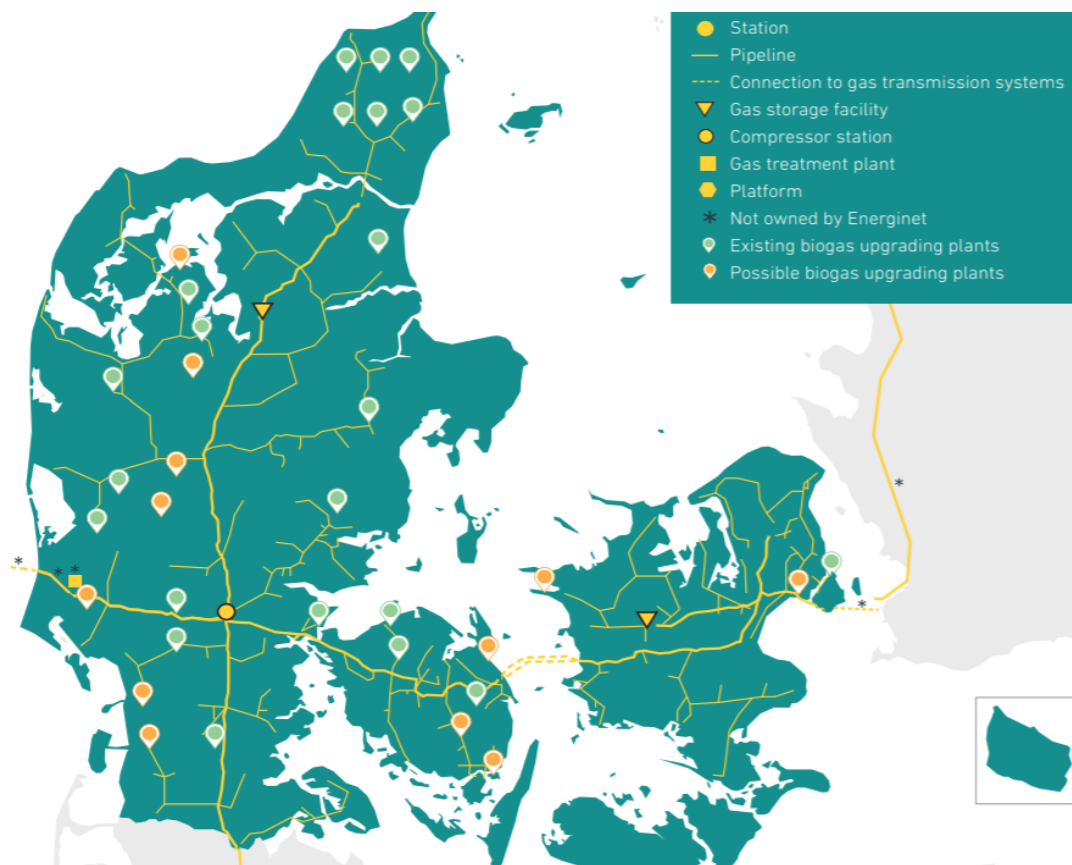 Station
Pipeline
Connection to gas transmission systems
Gas storage facility
Compressor station
Gas treatment plant
Platform
* Not owned by Energinet
Existing biogas upgrading plants
Possible biogas upgrading plants
*
*
* *
*